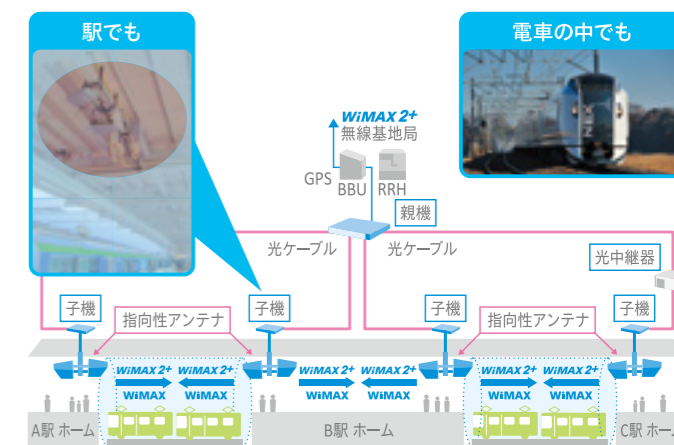 駅でも
電車の中でも
WiMAX 2+
無線基地局
GPS
BBU
RRH
親機
光ケーブル
光ケーブル
光中継器
子機
指向性アンテナ
子機
子機
指向性アンテナ
子機
WiMAX 2+
WiMAX 2+
WiMAX 2+
WiMAX 2+
WiMAX 2+
WiMAX 2+
WiMAX
WiMAX
WiMAX
WiMAX
WiMAX
WiMAX
A駅 ホーム
B駅 ホーム
C駅 ホー